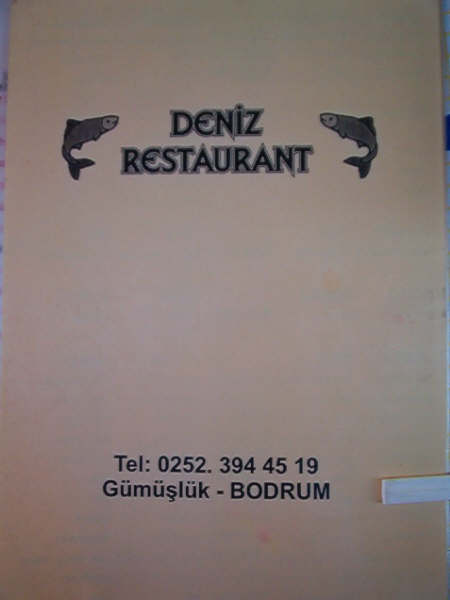 DENİZ
RESTAURANT
Tel: 0252. 394 45 19
Gümüşlük - BODRUM